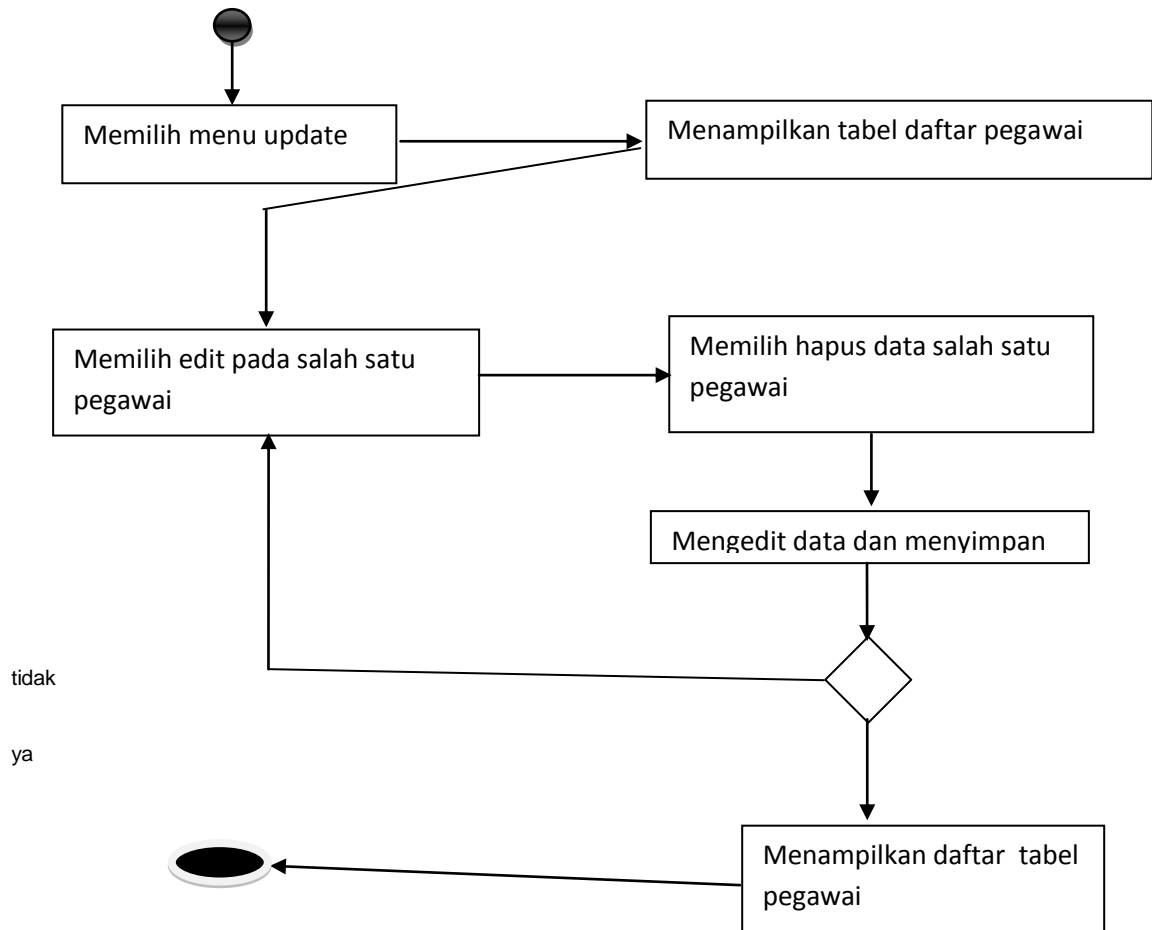 Memilih menu update
Menampilkan tabel daftar pegawai
Memilih edit pada salah satu
pegawai
Memilih hapus data salah satu
pegawai
Mengedit data dan menyimpan
tidak
ya
Menampilkan daftar tabel
pegawai